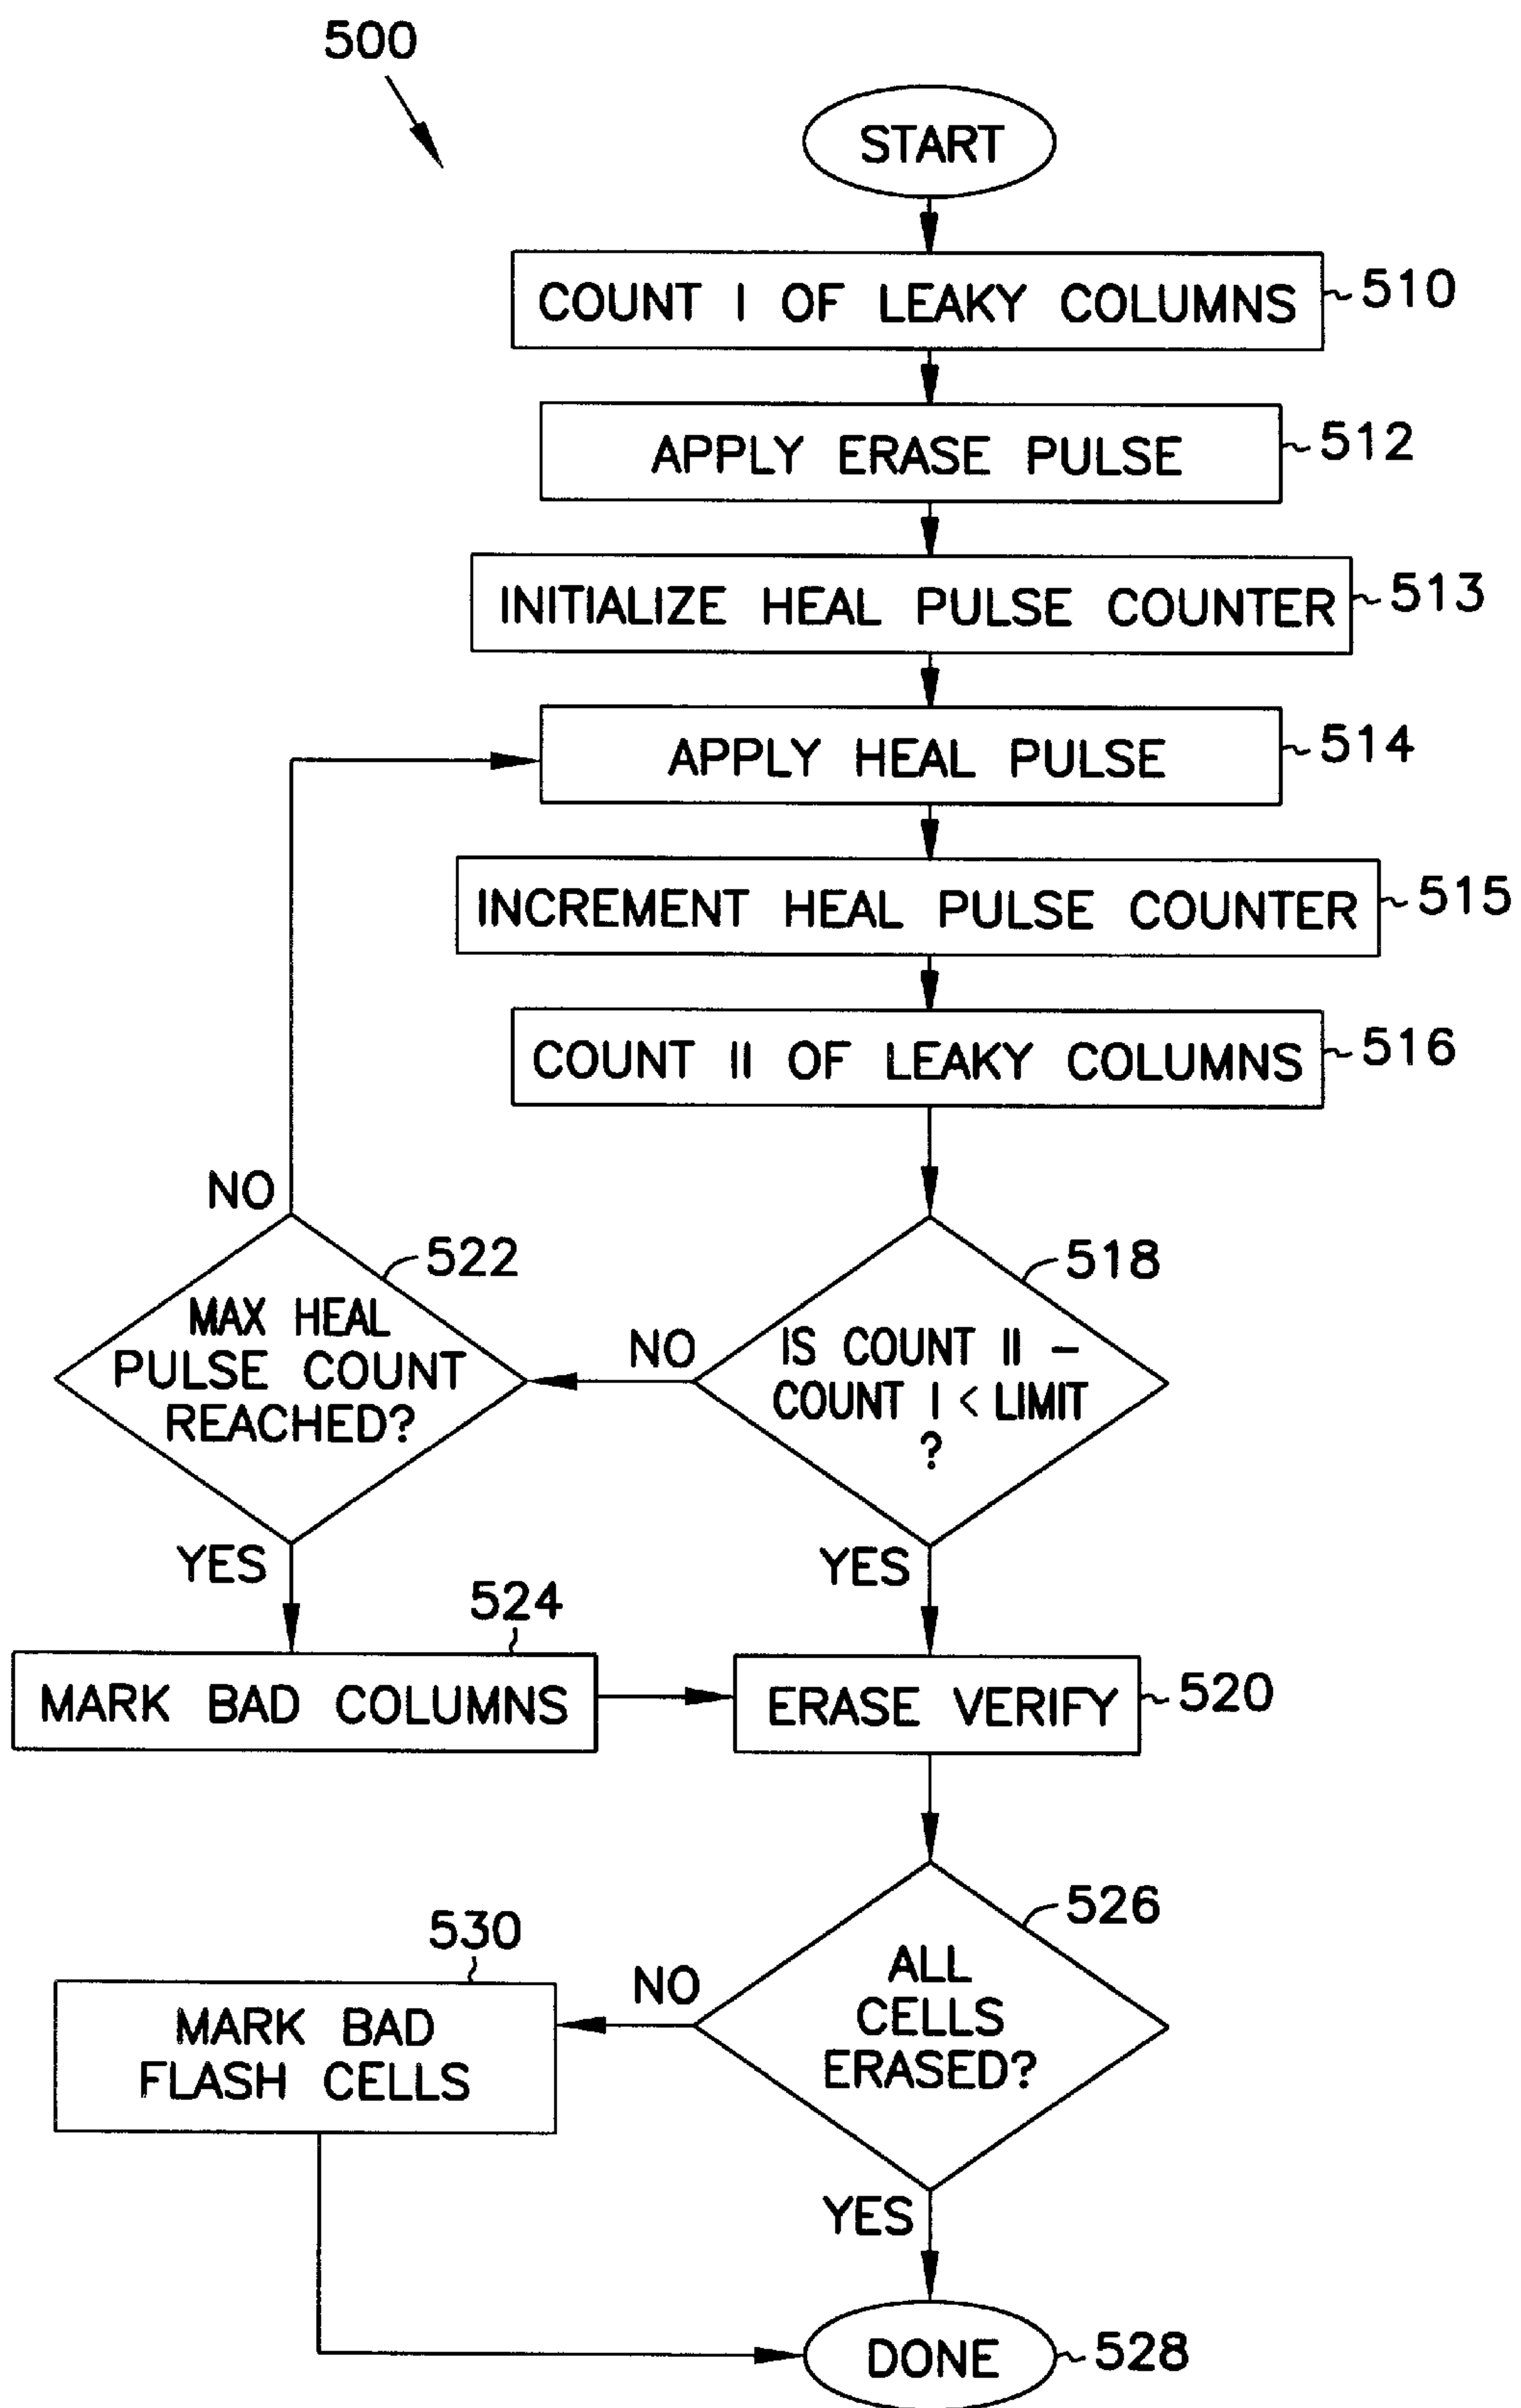 500
START
COUNT I OF LEAKY COLUMNS
510
APPLY ERASE PULSE
512
INITIALIZE HEAL PULSE COUNTER
513
APPLY HEAL PULSE
514
INCREMENT HEAL PULSE COUNTER
515
COUNT II OF LEAKY COLUMNS
516
NO
522
MAX HEAL
PULSE COUNT
REACHED?
NO
518
IS COUNT II –
COUNT I < LIMIT
?
YES
YES
524
MARK BAD COLUMNS
ERASE VERIFY
520
526
ALL
CELLS
ERASED?
NO
530
MARK BAD
FLASH CELLS
YES
DONE
528